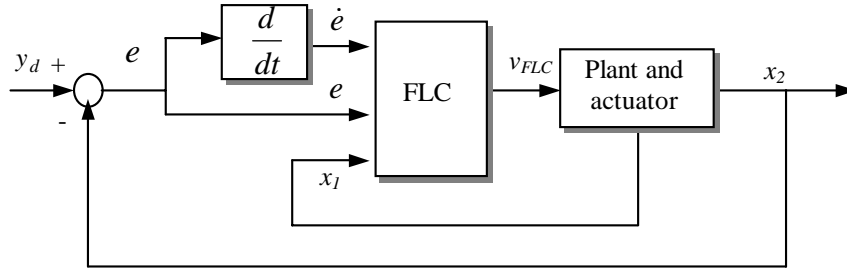 d
dt
ė
e
y_d +
e
FLC
v_FLC
Plant and
actuator
x_2
-
x_1